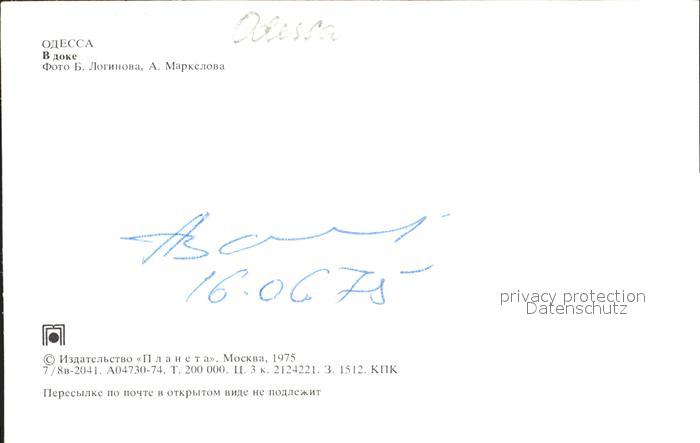 Odessa
ОДЕССА
В доке
Фото Б. Логинова, А. Маркелова
16.06 75
privacy protection
Datenschutz
© Издательство «Планета». Москва, 1975
7/8в-2041. А04730-74. Т. 200 000. Ц. 3 к. 2124221. З. 1512. КПК
Пересылке по почте в открытом виде не подлежит